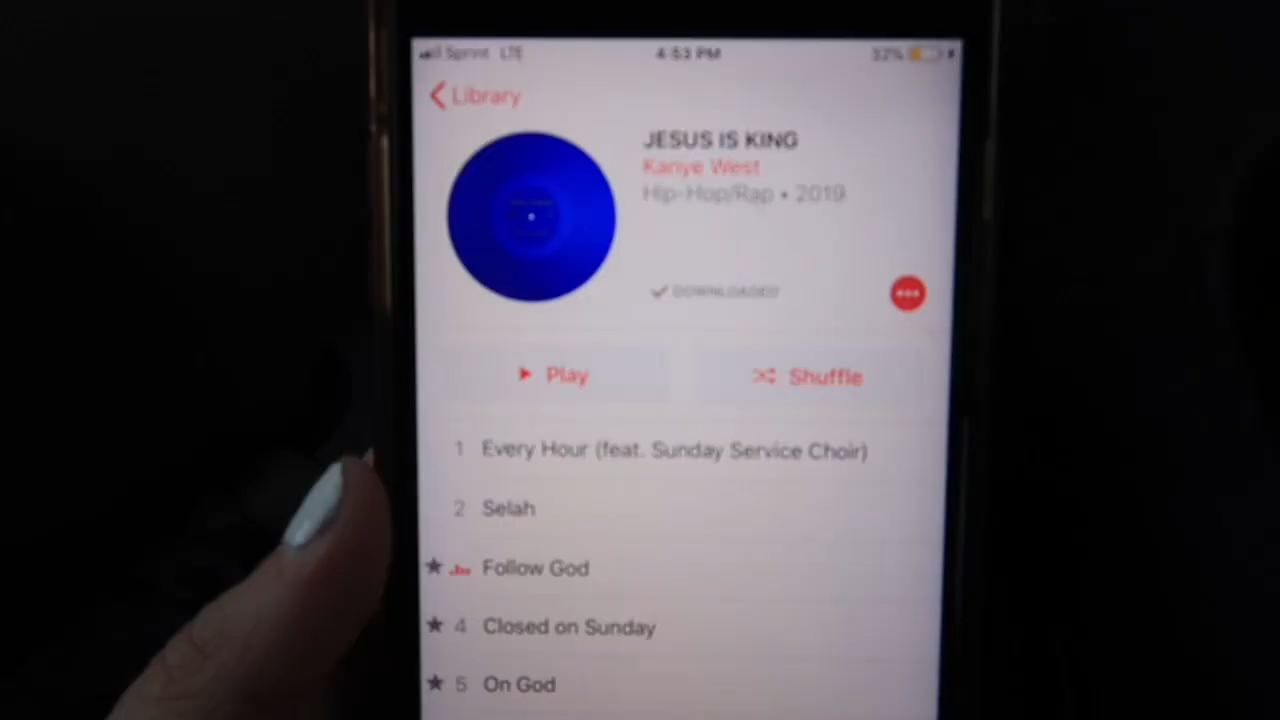 Sprint LTE 4:53 PM 32%
Library
JESUS IS KING
Kanye West
Hip-Hop/Rap • 2019
DOWNLOADED
Play Shuffle
1 Every Hour (feat. Sunday Service Choir)
2 Selah
Follow God
4 Closed on Sunday
5 On God